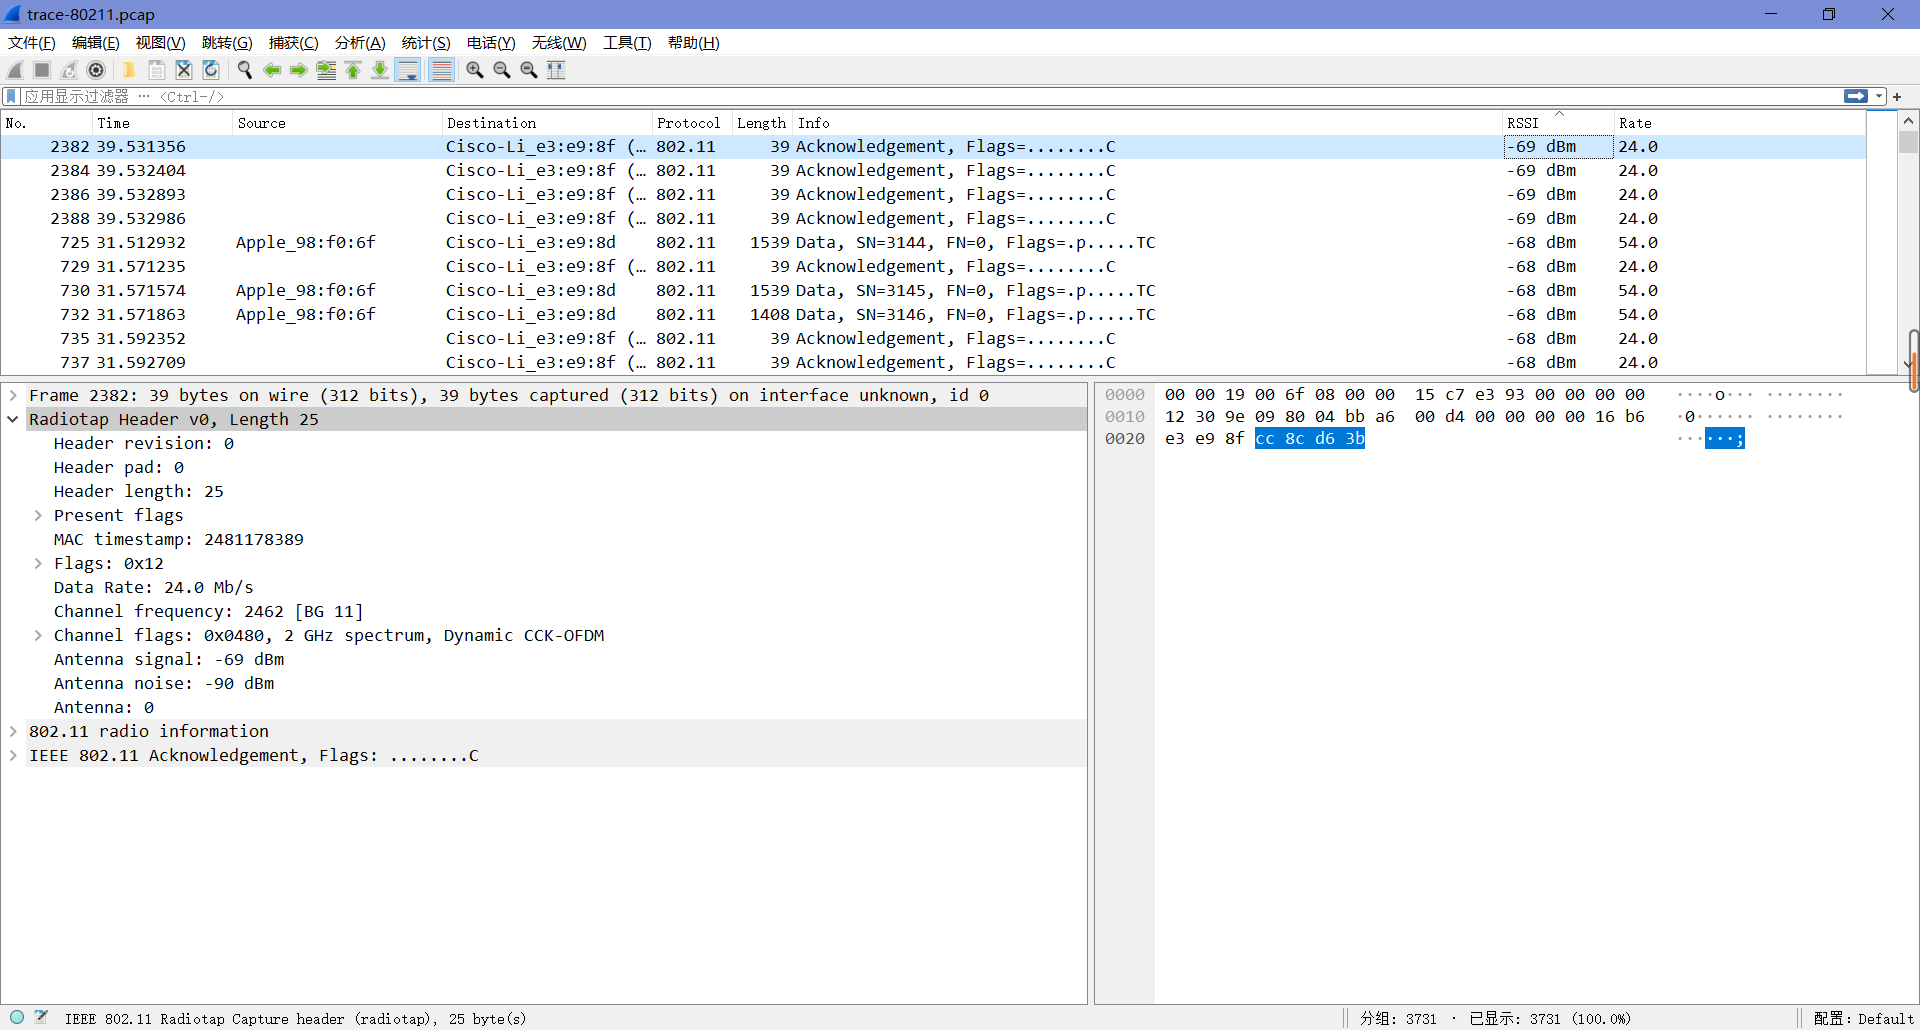 trace-80211.pcap
文件(F) 编辑(E) 视图(V) 跳转(G) 捕获(C) 分析(A) 统计(S) 电话(Y) 无线(W) 工具(T) 帮助(H)
应用显示过滤器 … <Ctrl-/>
No. Time Source Destination Protocol Length Info RSSI Rate
2382 39.531356 Cisco-Li_e3:e9:8f (… 802.11 39 Acknowledgement, Flags=........C -69 dBm 24.0
2384 39.532404 Cisco-Li_e3:e9:8f (… 802.11 39 Acknowledgement, Flags=........C -69 dBm 24.0
2386 39.532893 Cisco-Li_e3:e9:8f (… 802.11 39 Acknowledgement, Flags=........C -69 dBm 24.0
2388 39.532986 Cisco-Li_e3:e9:8f (… 802.11 39 Acknowledgement, Flags=........C -69 dBm 24.0
725 31.512932 Apple_98:f0:6f Cisco-Li_e3:e9:8d 802.11 1539 Data, SN=3144, FN=0, Flags=.p.....TC -68 dBm 54.0
729 31.571235 Cisco-Li_e3:e9:8f (… 802.11 39 Acknowledgement, Flags=........C -68 dBm 24.0
730 31.571574 Apple_98:f0:6f Cisco-Li_e3:e9:8d 802.11 1539 Data, SN=3145, FN=0, Flags=.p.....TC -68 dBm 54.0
732 31.571863 Apple_98:f0:6f Cisco-Li_e3:e9:8d 802.11 1408 Data, SN=3146, FN=0, Flags=.p.....TC -68 dBm 54.0
735 31.592352 Cisco-Li_e3:e9:8f (… 802.11 39 Acknowledgement, Flags=........C -68 dBm 24.0
737 31.592709 Cisco-Li_e3:e9:8f (… 802.11 39 Acknowledgement, Flags=........C -68 dBm 24.0
Frame 2382: 39 bytes on wire (312 bits), 39 bytes captured (312 bits) on interface unknown, id 0
Radiotap Header v0, Length 25
Header revision: 0
Header pad: 0
Header length: 25
Present flags
MAC timestamp: 2481178389
Flags: 0x12
Data Rate: 24.0 Mb/s
Channel frequency: 2462 [BG 11]
Channel flags: 0x0480, 2 GHz spectrum, Dynamic CCK-OFDM
Antenna signal: -69 dBm
Antenna noise: -90 dBm
Antenna: 0
802.11 radio information
IEEE 802.11 Acknowledgement, Flags: ........C
0000 00 00 19 00 6f 08 00 00 15 c7 e3 93 00 00 00 00 ····o··· ········
0010 12 30 9e 09 80 04 bb a6 00 d4 00 00 00 00 16 b6 ·0······ ········
0020 e3 e9 8f cc 8c d6 3b ······;
IEEE 802.11 Radiotap Capture header (radiotap), 25 byte(s)
分组: 3731 · 已显示: 3731 (100.0%)
配置: Default